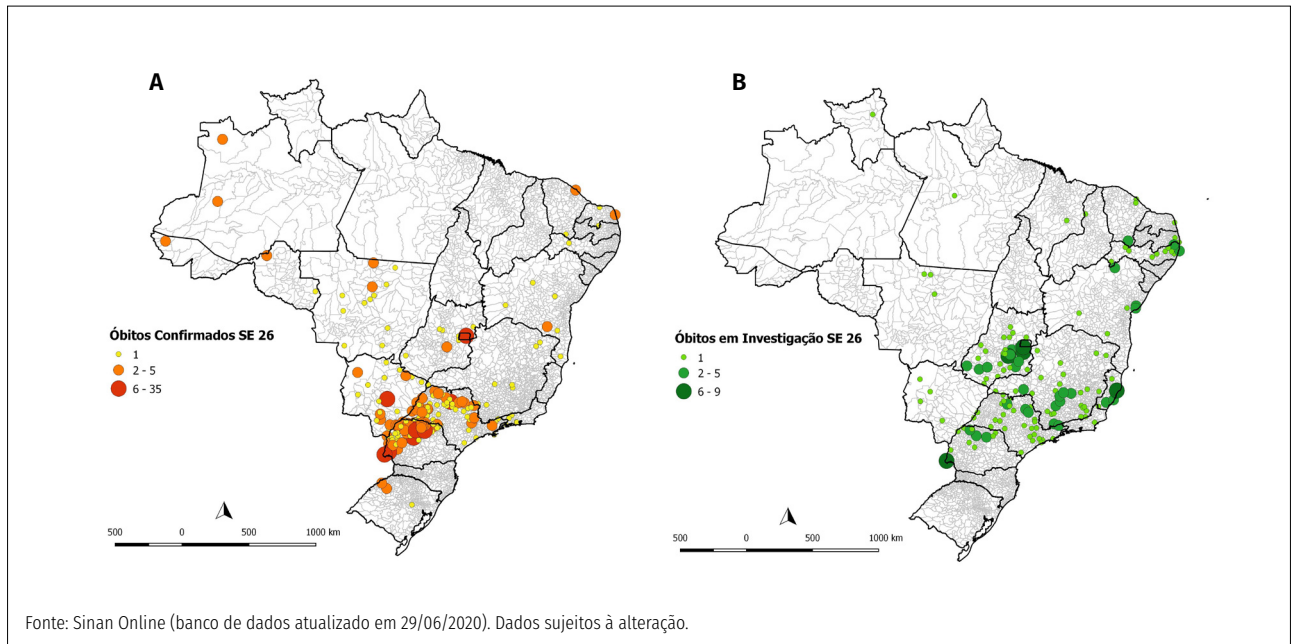 A
Óbitos Confirmados SE 26
1
2 - 5
6 - 35
500 0 500 1000 km
B
Óbitos em Investigação SE 26
1
2 - 5
6 - 9
500 0 500 1000 km
Fonte: Sinan Online (banco de dados atualizado em 29/06/2020). Dados sujeitos à alteração.